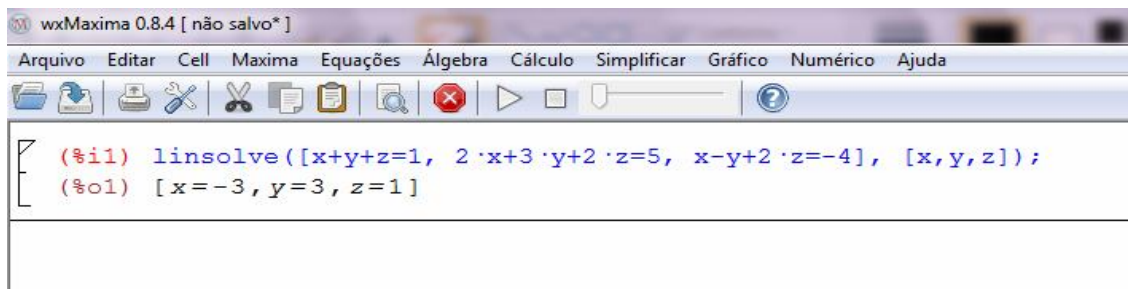 wxMaxima 0.8.4 [ não salvo* ]
Arquivo Editar Cell Maxima Equações Álgebra Cálculo Simplificar Gráfico Numérico Ajuda
(%i1) linsolve([x+y+z=1, 2·x+3·y+2·z=5, x-y+2·z=-4], [x,y,z]);
(%o1) [x=-3,y=3,z=1]